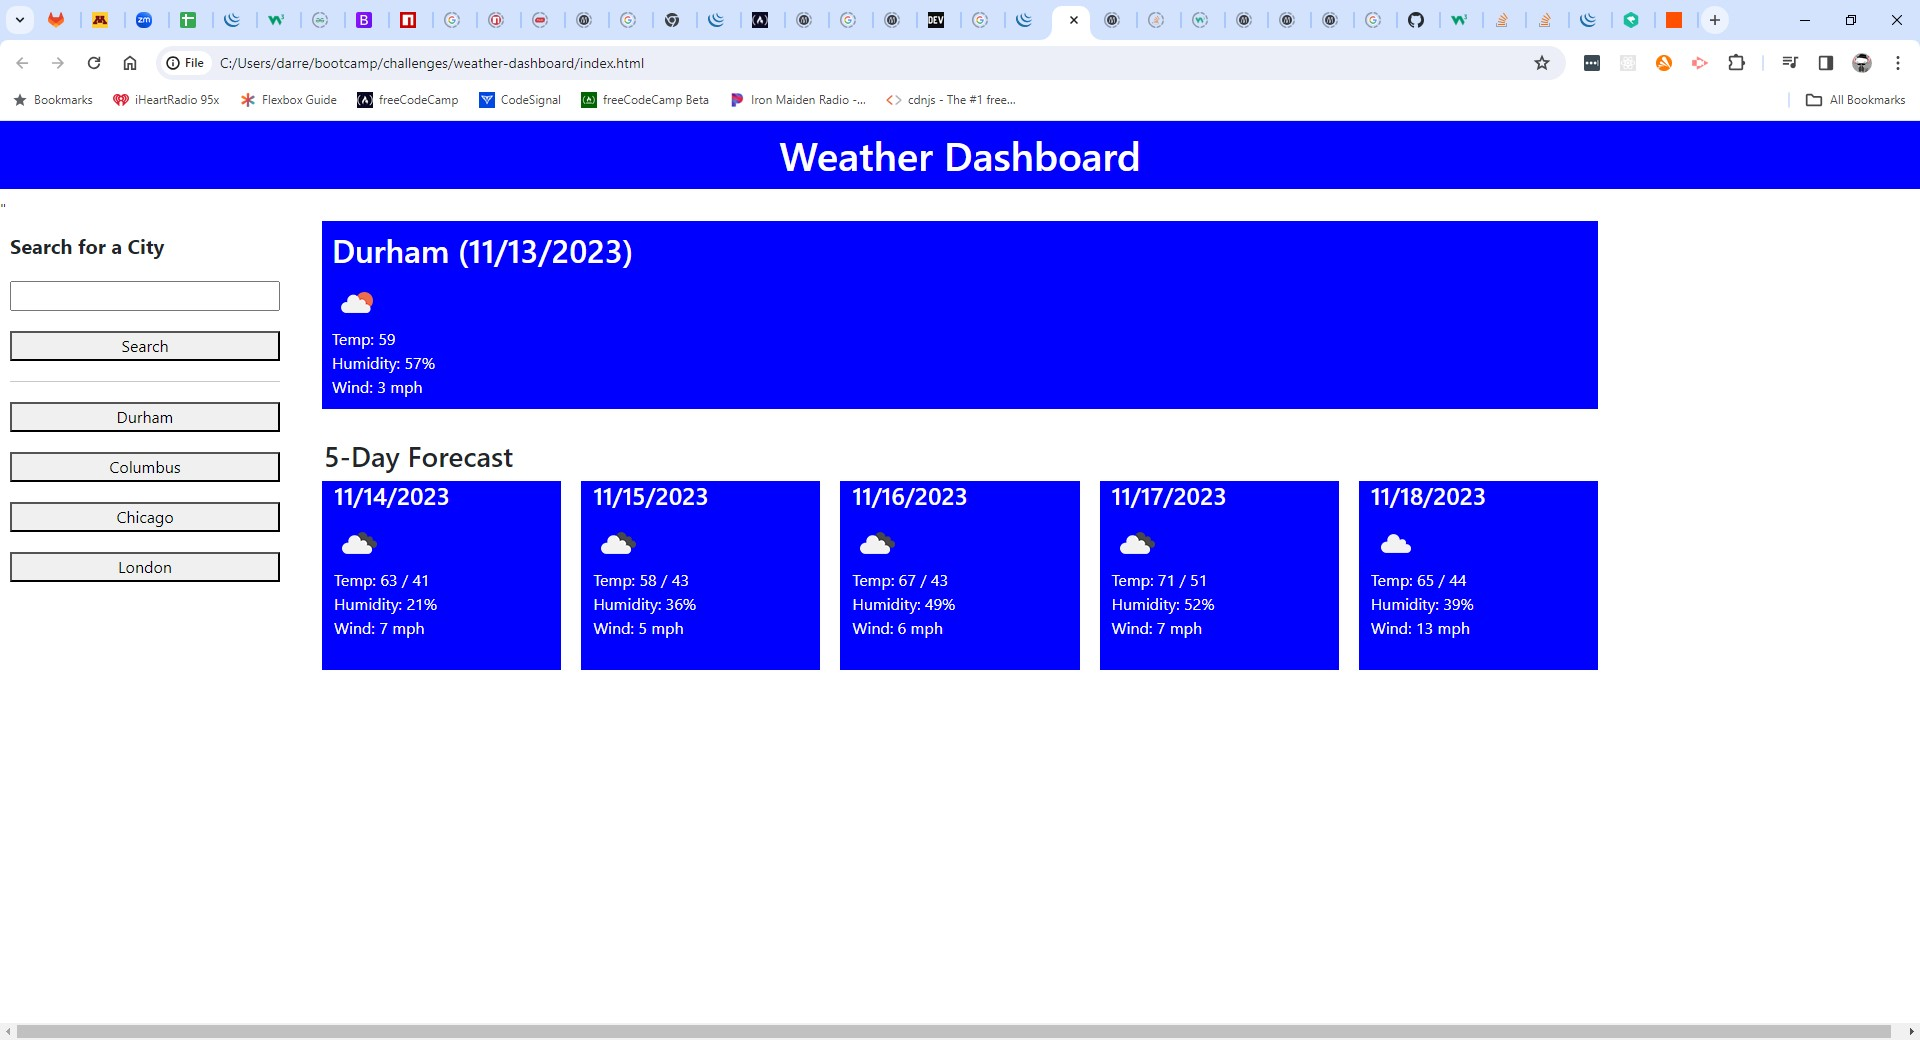 File C:/Users/darre/bootcamp/challenges/weather-dashboard/index.html
Bookmarks iHeartRadio 95x Flexbox Guide freeCodeCamp CodeSignal freeCodeCamp Beta Iron Maiden Radio -... cdnjs - The #1 free... All Bookmarks
Weather Dashboard
"
Search for a City
Search
Durham
Columbus
Chicago
London
Durham (11/13/2023)
Temp: 59
Humidity: 57%
Wind: 3 mph
5-Day Forecast
11/14/2023
Temp: 63 / 41
Humidity: 21%
Wind: 7 mph
11/15/2023
Temp: 58 / 43
Humidity: 36%
Wind: 5 mph
11/16/2023
Temp: 67 / 43
Humidity: 49%
Wind: 6 mph
11/17/2023
Temp: 71 / 51
Humidity: 52%
Wind: 7 mph
11/18/2023
Temp: 65 / 44
Humidity: 39%
Wind: 13 mph